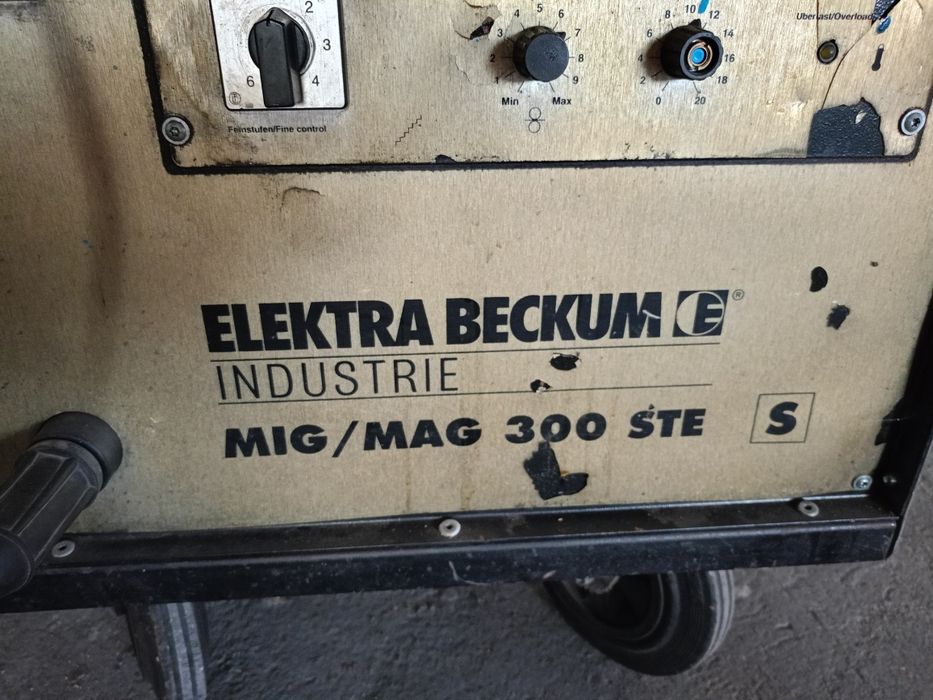 2
3
4
6
Feinstufen/Fine control
1 2 3 4 5 6 7 8 9
Min Max
0 2 4 6 8 10 12 14 16 18 20
Uberlast/Overload
ELEKTRA BECKUM E ®
INDUSTRIE
MIG/MAG 300 STE S